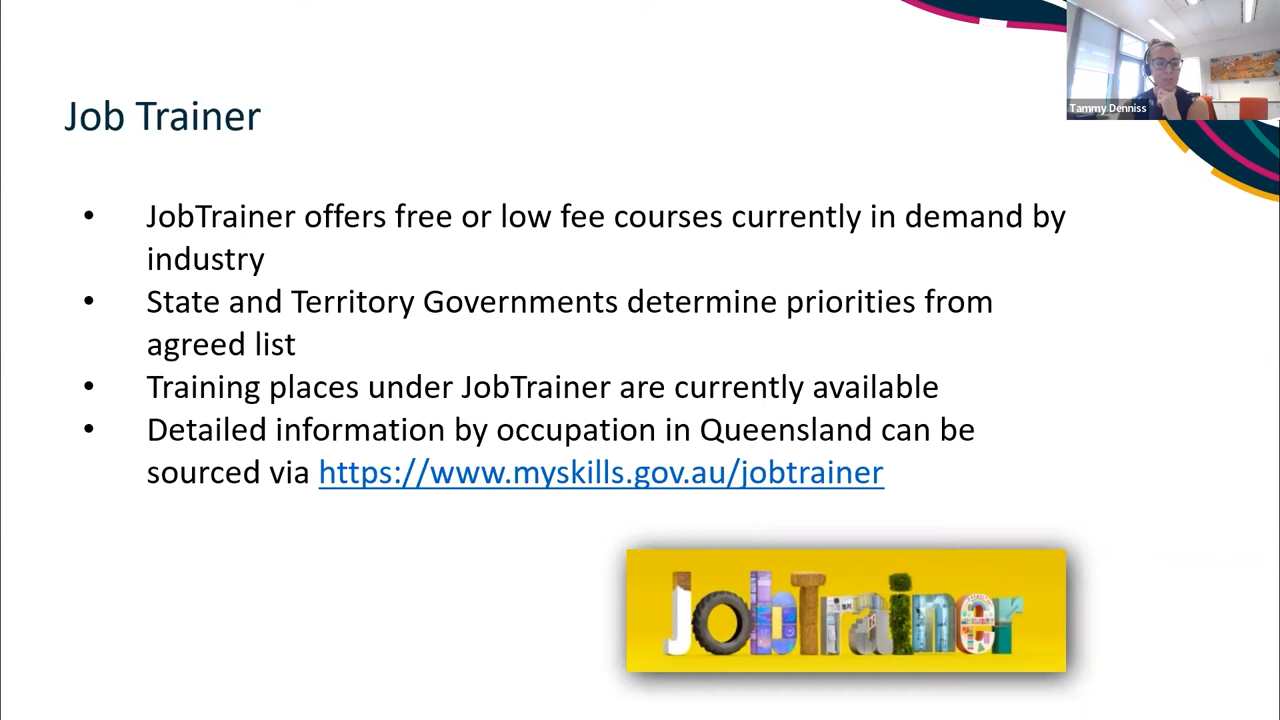 Tammy Denniss
Job Trainer
• JobTrainer offers free or low fee courses currently in demand by
industry
• State and Territory Governments determine priorities from
agreed list
• Training places under JobTrainer are currently available
• Detailed information by occupation in Queensland can be
sourced via https://www.myskills.gov.au/jobtrainer
JobTrainer